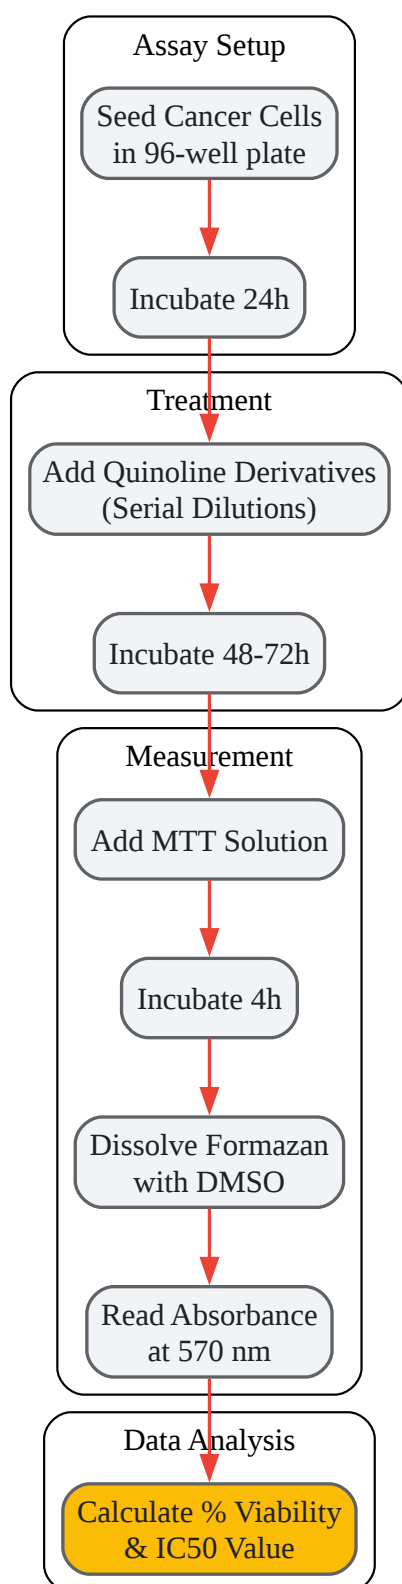 Assay Setup
Seed Cancer Cells
in 96-well plate
Incubate 24h
Treatment
Add Quinoline Derivatives
(Serial Dilutions)
Incubate 48-72h
Measurement
Add MTT Solution
Incubate 4h
Dissolve Formazan
with DMSO
Read Absorbance
at 570 nm
Data Analysis
Calculate % Viability
& IC50 Value